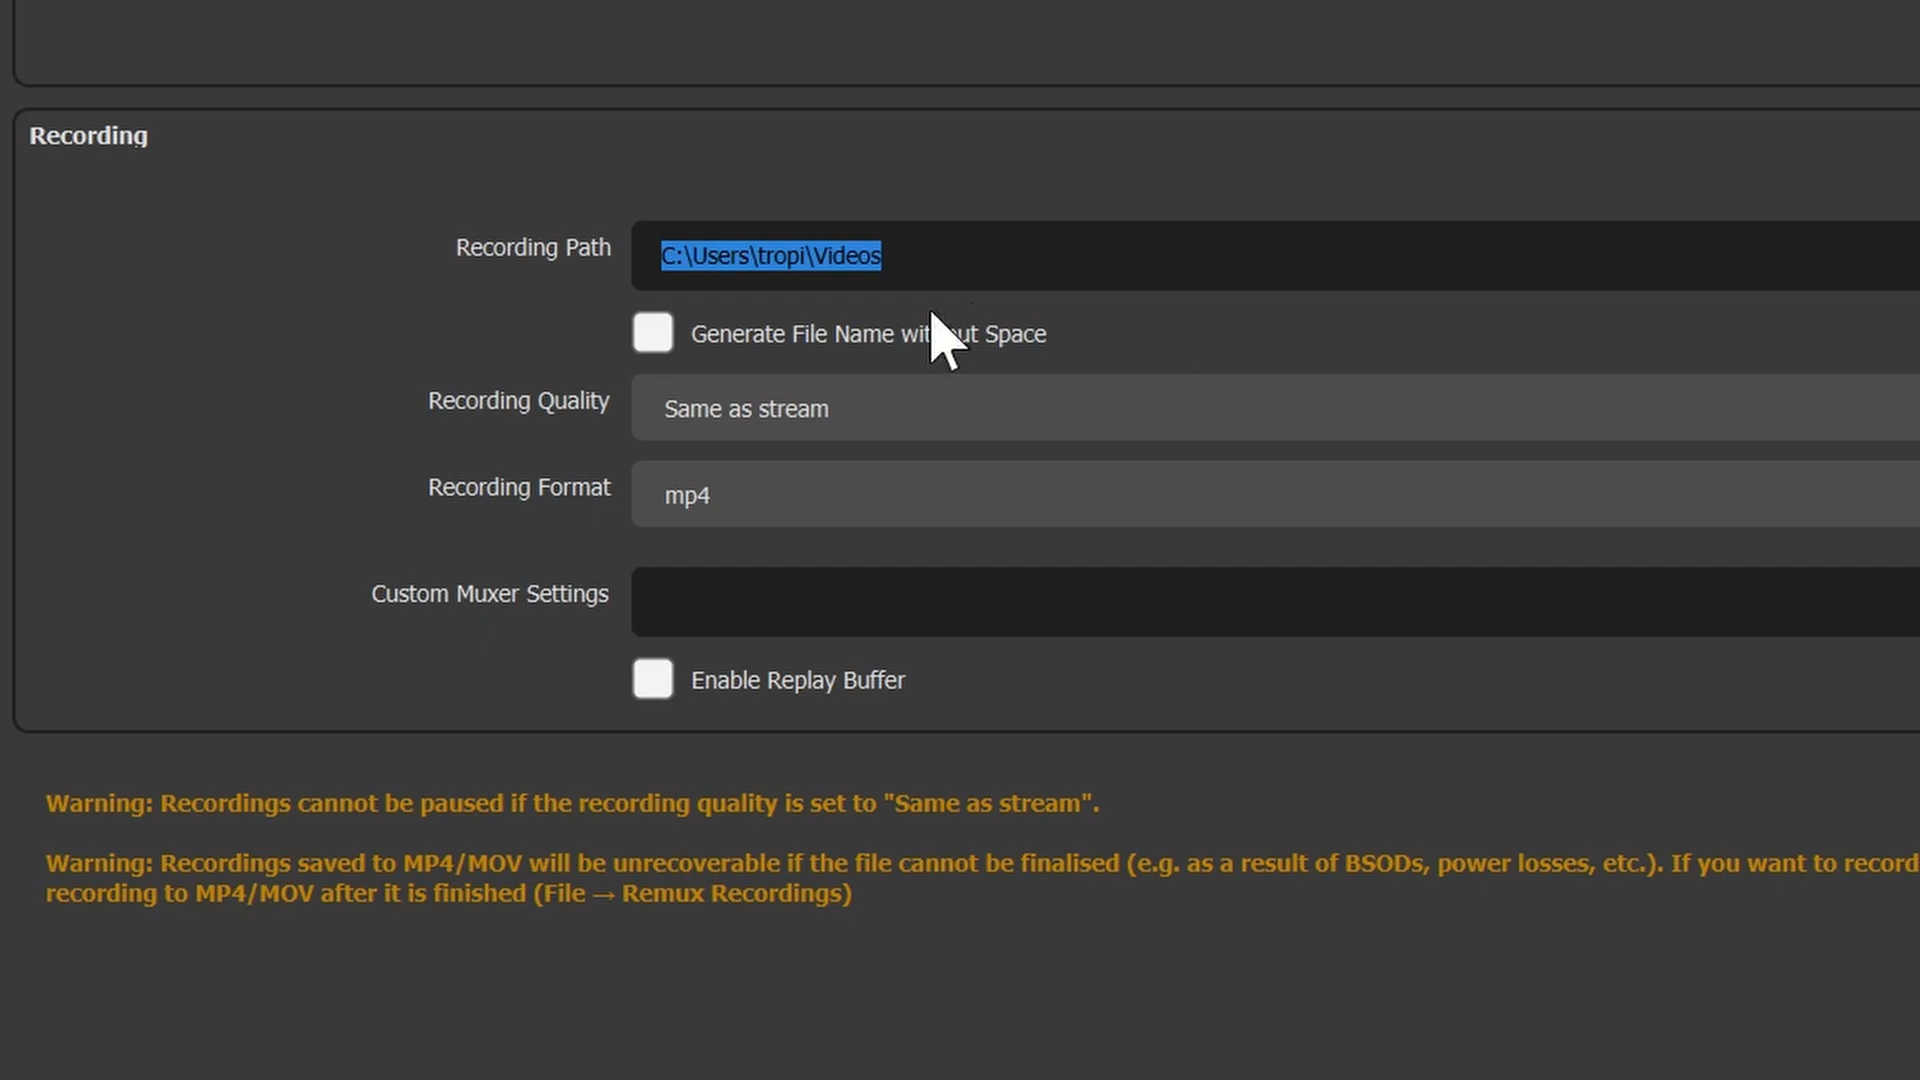 Recording
Recording Path
C:\Users\tropi\Videos
Generate File Name without Space
Recording Quality
Same as stream
Recording Format
mp4
Custom Muxer Settings
Enable Replay Buffer
Warning: Recordings cannot be paused if the recording quality is set to "Same as stream".
Warning: Recordings saved to MP4/MOV will be unrecoverable if the file cannot be finalised (e.g. as a result of BSODs, power losses, etc.). If you want to record
recording to MP4/MOV after it is finished (File → Remux Recordings)